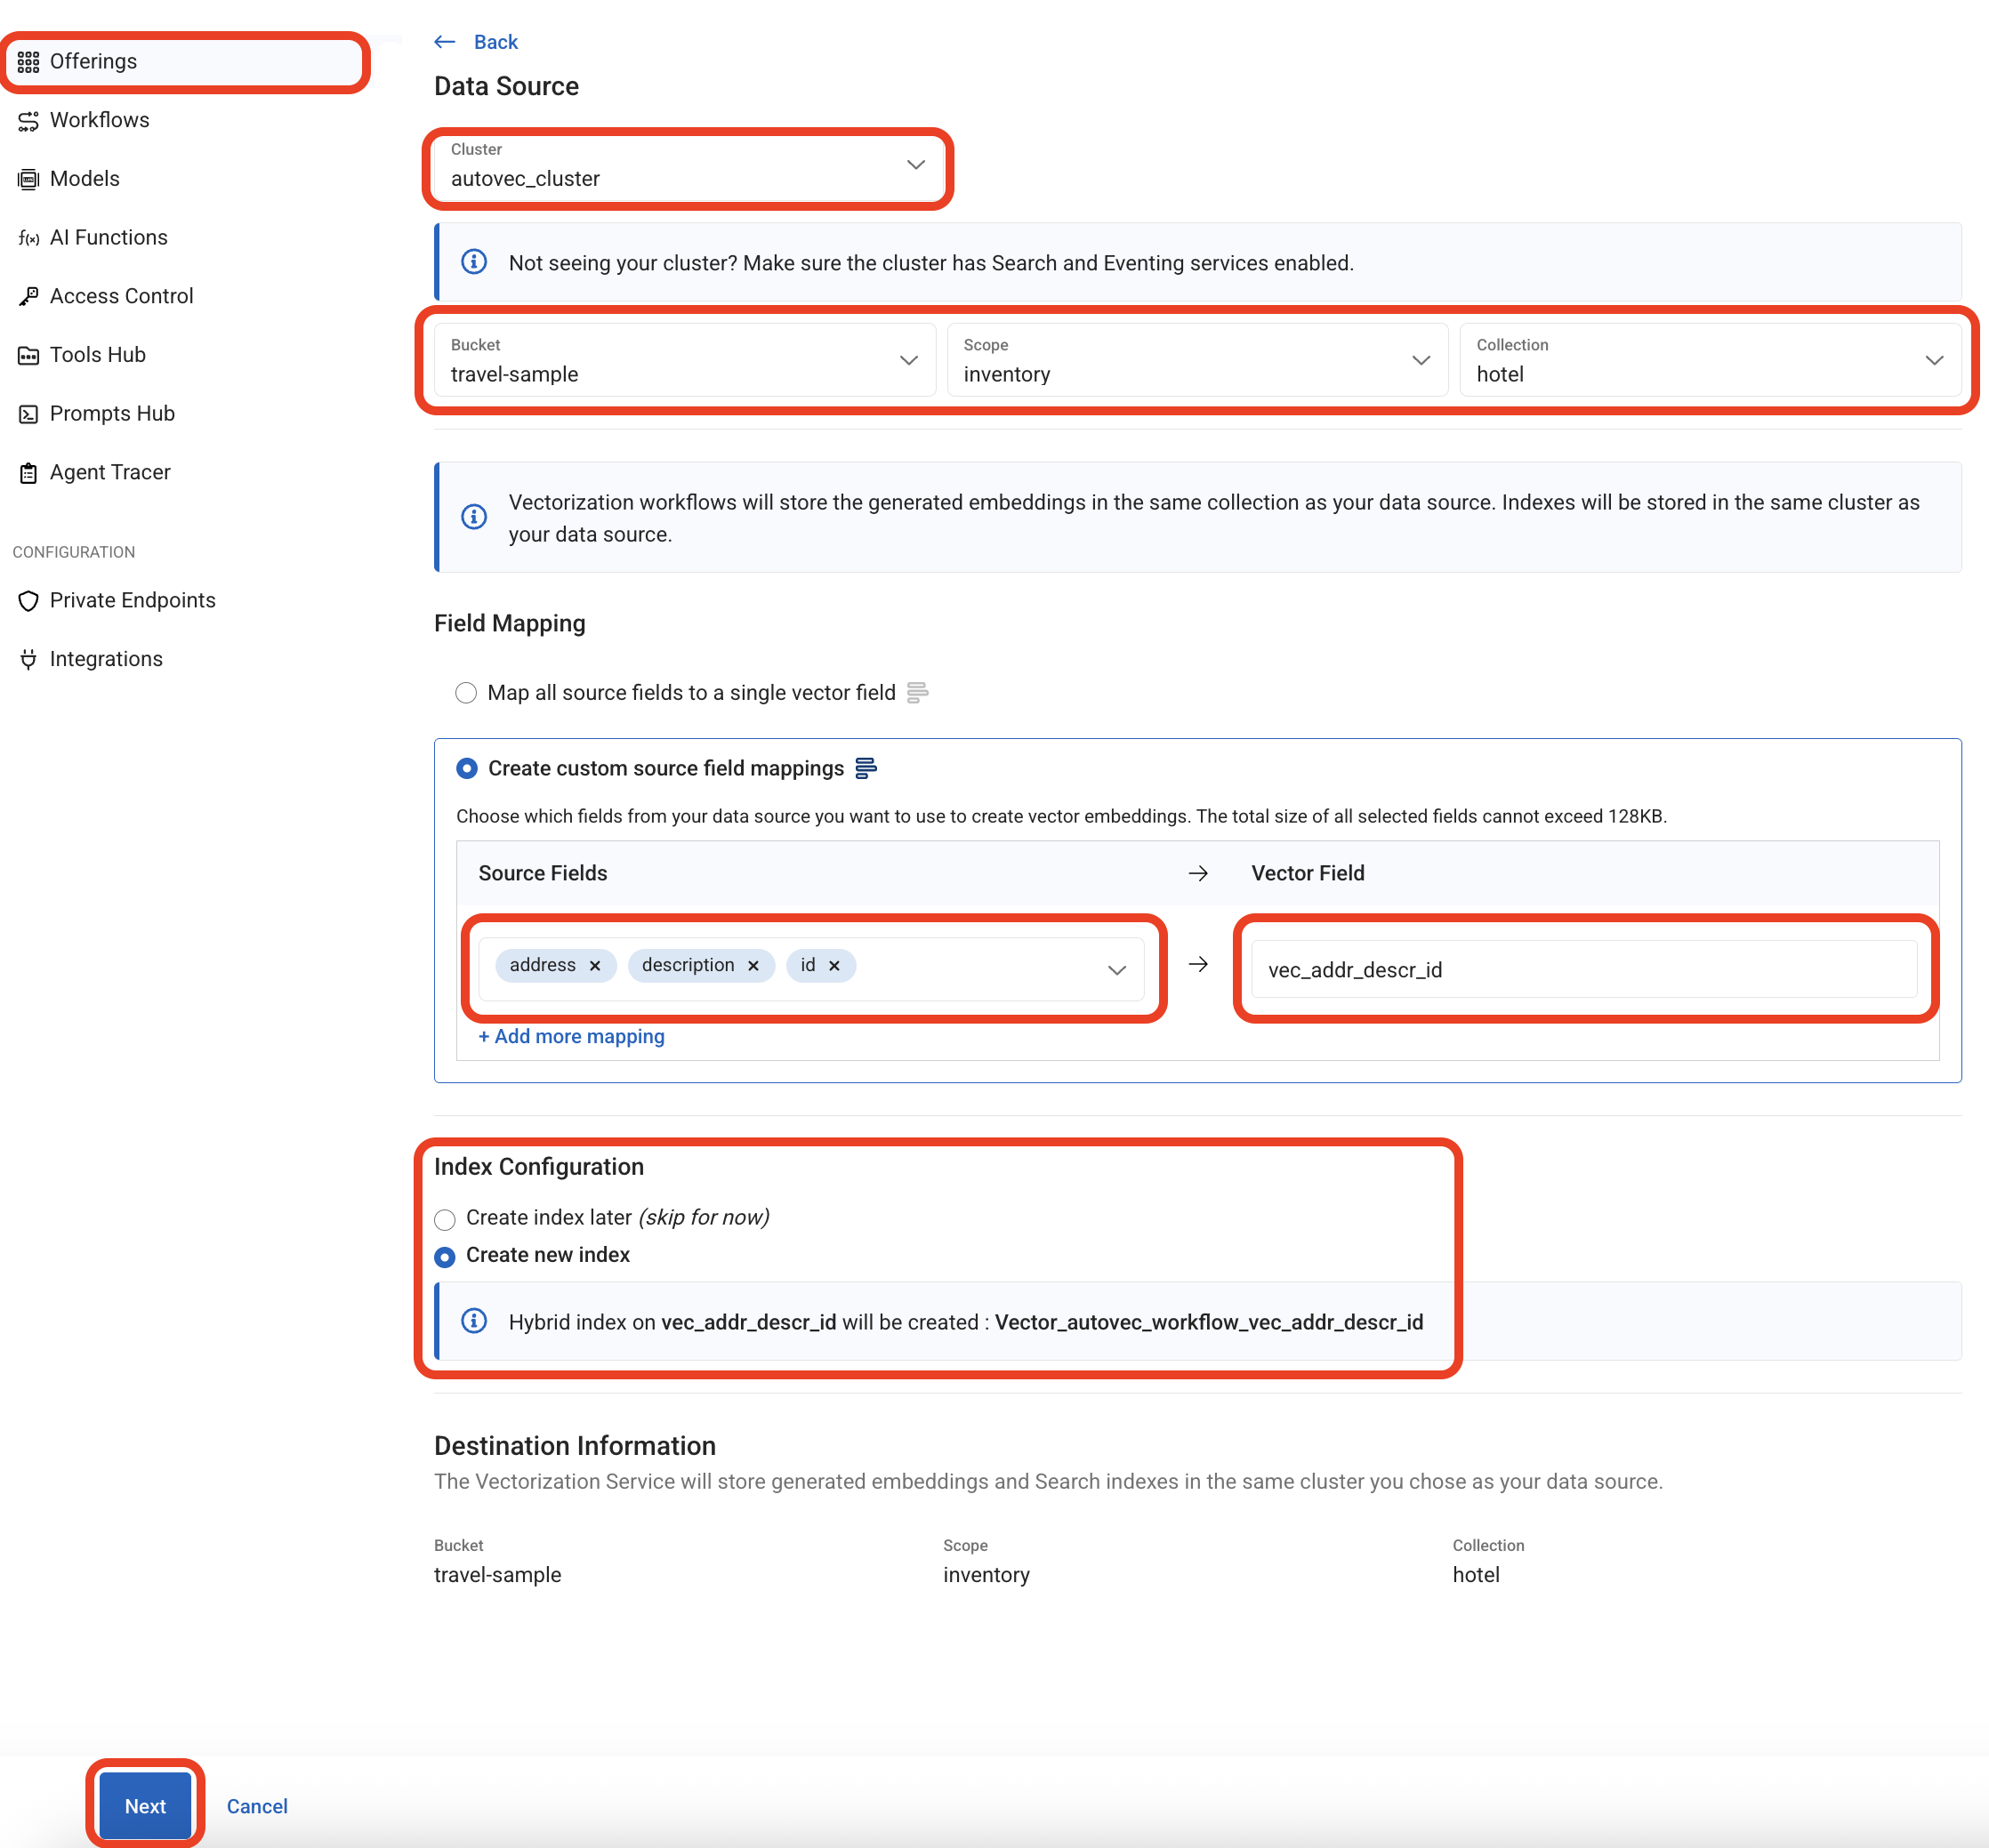 Offerings
Workflows
Models
f(x) AI Functions
Access Control
Tools Hub
Prompts Hub
Agent Tracer
CONFIGURATION
Private Endpoints
Integrations
← Back
Data Source
Cluster
autovec_cluster
Not seeing your cluster? Make sure the cluster has Search and Eventing services enabled.
Bucket
travel-sample
Scope
inventory
Collection
hotel
Vectorization workflows will store the generated embeddings in the same collection as your data source. Indexes will be stored in the same cluster as
your data source.
Field Mapping
Map all source fields to a single vector field
Create custom source field mappings
Choose which fields from your data source you want to use to create vector embeddings. The total size of all selected fields cannot exceed 128KB.
Source Fields → Vector Field
address × description × id × → vec_addr_descr_id
+ Add more mapping
Index Configuration
Create index later (skip for now)
Create new index
Hybrid index on vec_addr_descr_id will be created : Vector_autovec_workflow_vec_addr_descr_id
Destination Information
The Vectorization Service will store generated embeddings and Search indexes in the same cluster you chose as your data source.
Bucket
travel-sample
Scope
inventory
Collection
hotel
Next Cancel